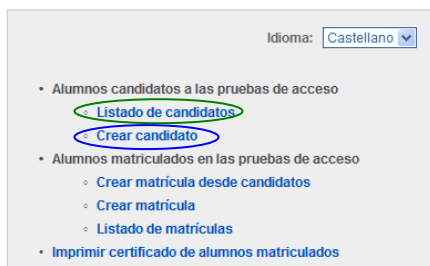 Idioma: Castellano
• Alumnos candidatos a las pruebas de acceso
◦ Listado de candidatos
◦ Crear candidato
• Alumnos matriculados en las pruebas de acceso
◦ Crear matrícula desde candidatos
◦ Crear matrícula
◦ Listado de matrículas
• Imprimir certificado de alumnos matriculados